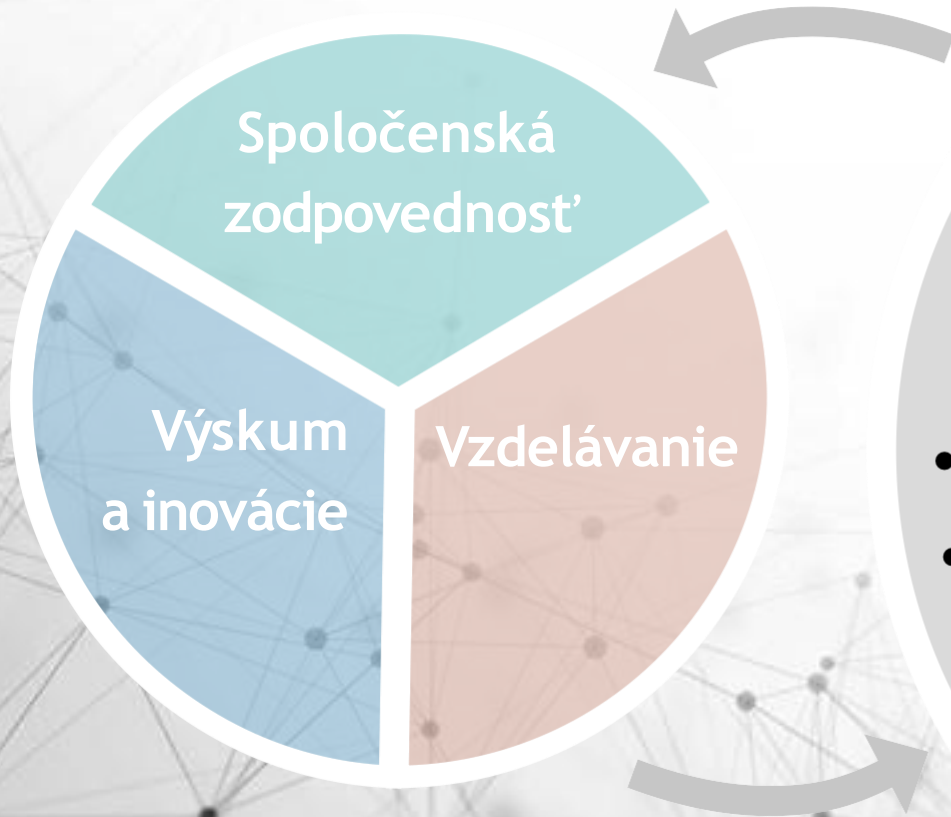 Spoločenská
zodpovednosť
Výskum
a inovácie
Vzdelávanie